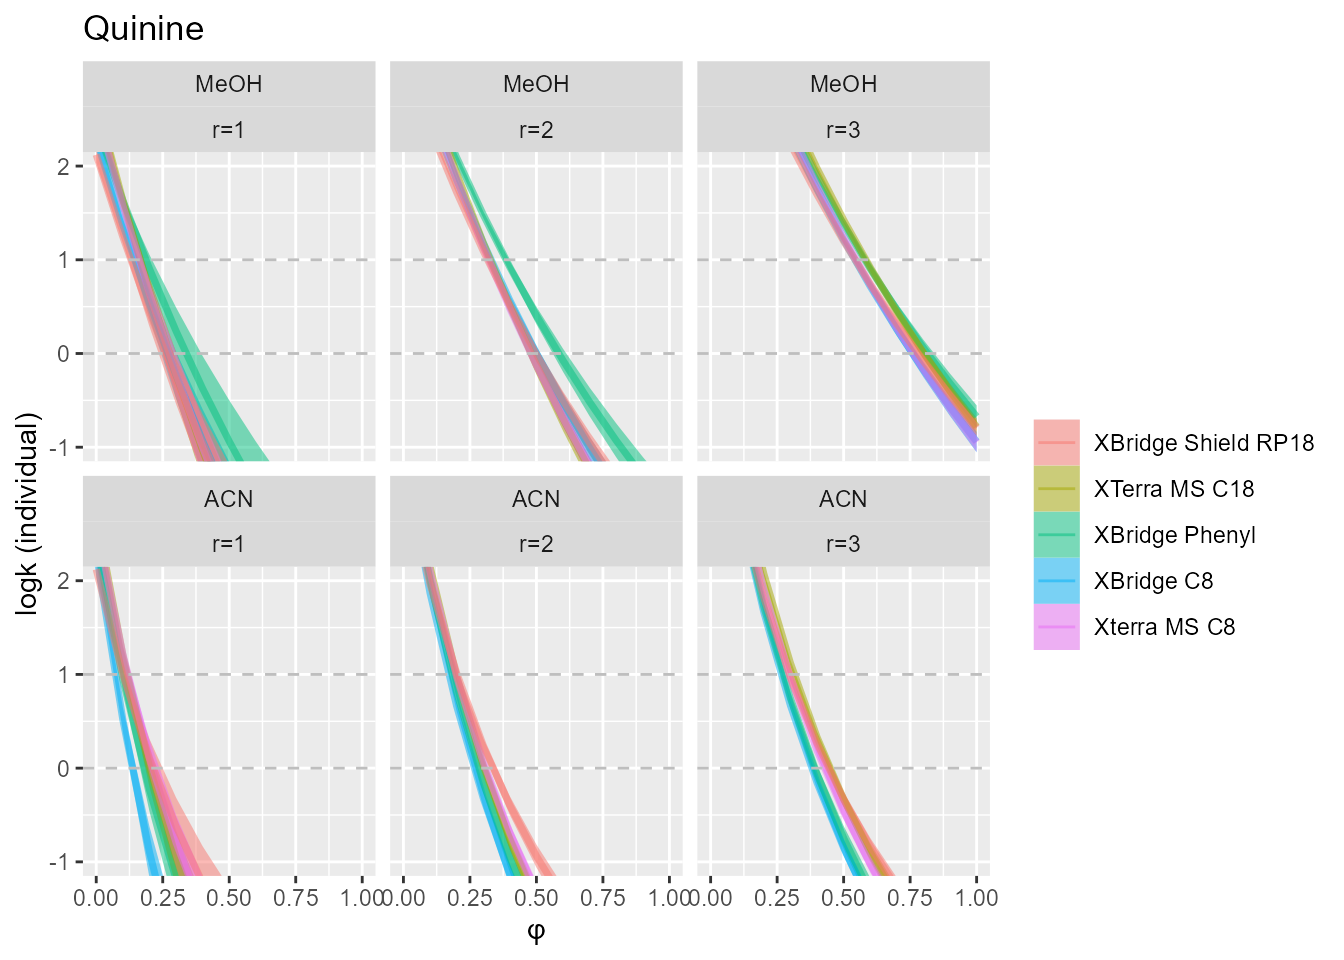 Quinine
MeOH
MeOH
MeOH
r=1
r=2
r=3
2
1
0
-1
ACN
ACN
ACN
r=1
r=2
r=3
2
1
0
-1
0.00 0.25 0.50 0.75 1.00
0.00 0.25 0.50 0.75 1.00
0.00 0.25 0.50 0.75 1.00
φ
logk (individual)
XBridge Shield RP18
XTerra MS C18
XBridge Phenyl
XBridge C8
Xterra MS C8